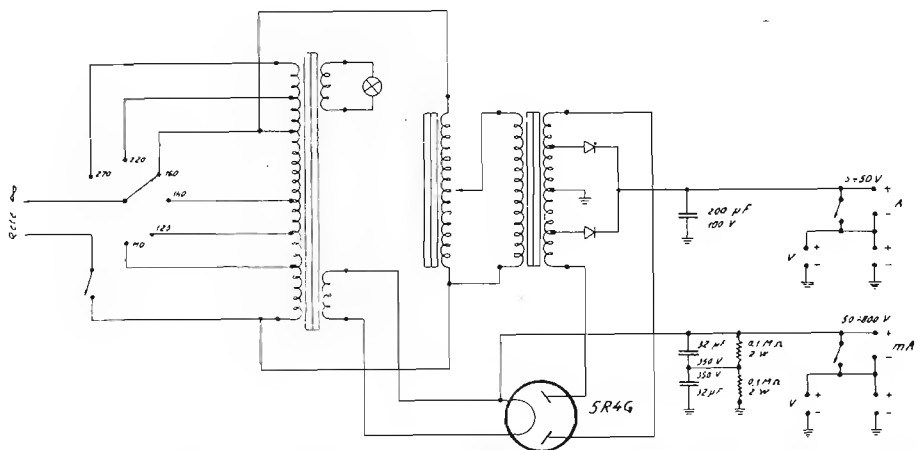 270
220
160
140
125
110
5÷50 V
+
A
-
200 µF
100 V
V
+
+
-
-
50÷800 V
+
mA
-
32 µF
350 V
350 V
32 µF
0.1 MΩ
2 W
0.1 MΩ
2 W
V
+
+
-
-
5R4G